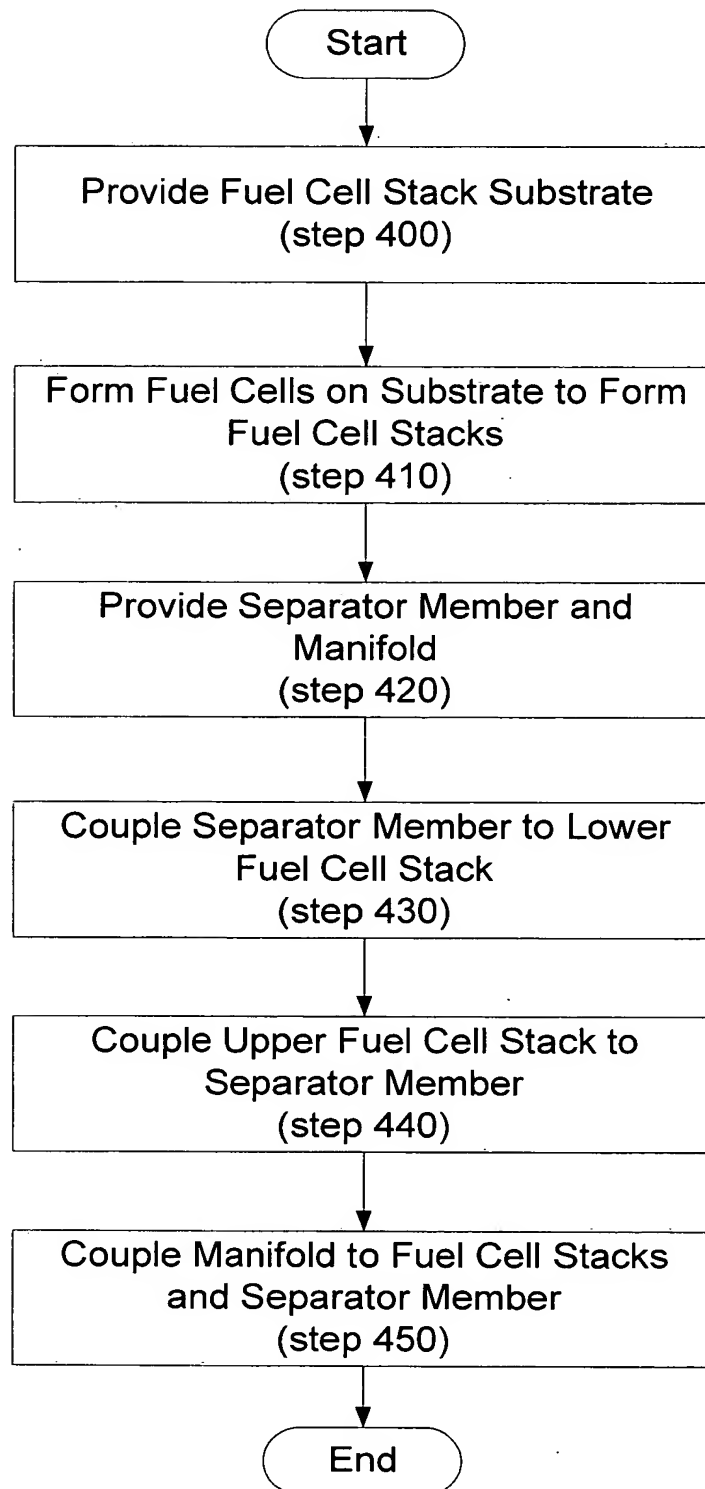 Start
Provide Fuel Cell Stack Substrate
(step 400)
Form Fuel Cells on Substrate to Form
Fuel Cell Stacks
(step 410)
Provide Separator Member and
Manifold
(step 420)
Couple Separator Member to Lower
Fuel Cell Stack
(step 430)
Couple Upper Fuel Cell Stack to
Separator Member
(step 440)
Couple Manifold to Fuel Cell Stacks
and Separator Member
(step 450)
End